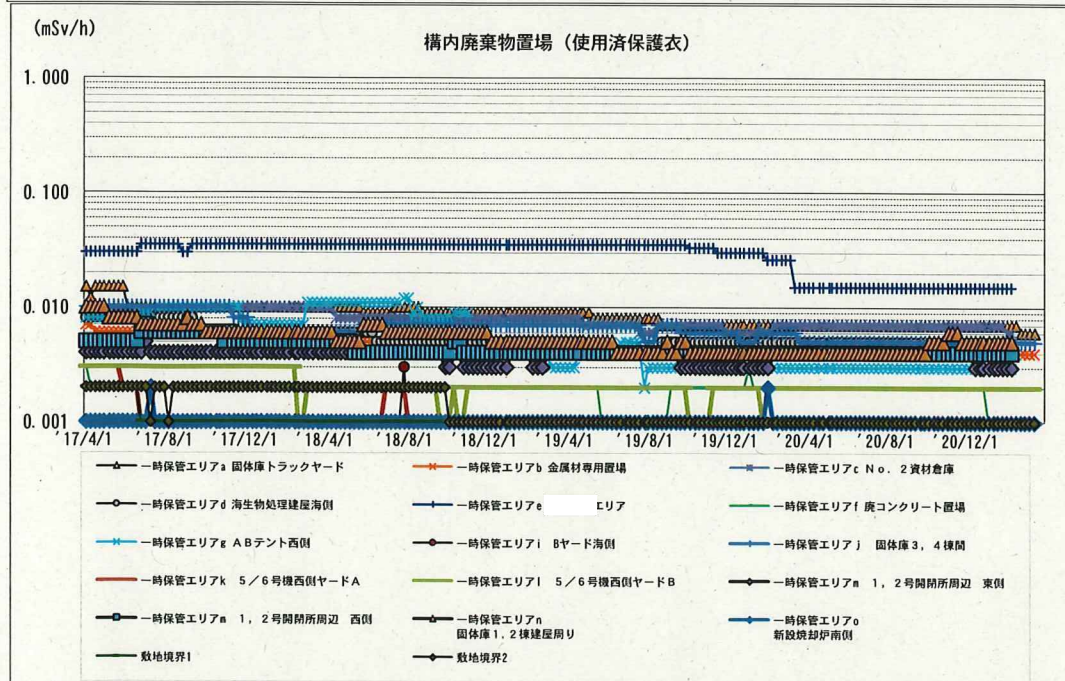 (mSv/h)
構内廃棄物置場（使用済保護衣）
1.000
0.100
0.010
0.001
'17/4/1 '17/8/1 '17/12/1 '18/4/1 '18/8/1 '18/12/1 '19/4/1 '19/8/1 '19/12/1 '20/4/1 '20/8/1 '20/12/1
一時保管エリアa 固体庫トラックヤード
一時保管エリアb 金属材専用置場
一時保管エリアc No．2資材倉庫
一時保管エリアd 海生物処理建屋海側
一時保管エリアe エリア
一時保管エリアf 廃コンクリート置場
一時保管エリアg ABテント西側
一時保管エリアi Bヤード海側
一時保管エリアj 固体庫3，4棟間
一時保管エリアk 5／6号機西側ヤードA
一時保管エリアl 5／6号機西側ヤードB
一時保管エリアm 1，2号開閉所周辺 東側
一時保管エリアm 1，2号開閉所周辺 西側
一時保管エリアn
固体庫1,2棟建屋周り
一時保管エリアo
新設焼却炉南側
敷地境界1
敷地境界2